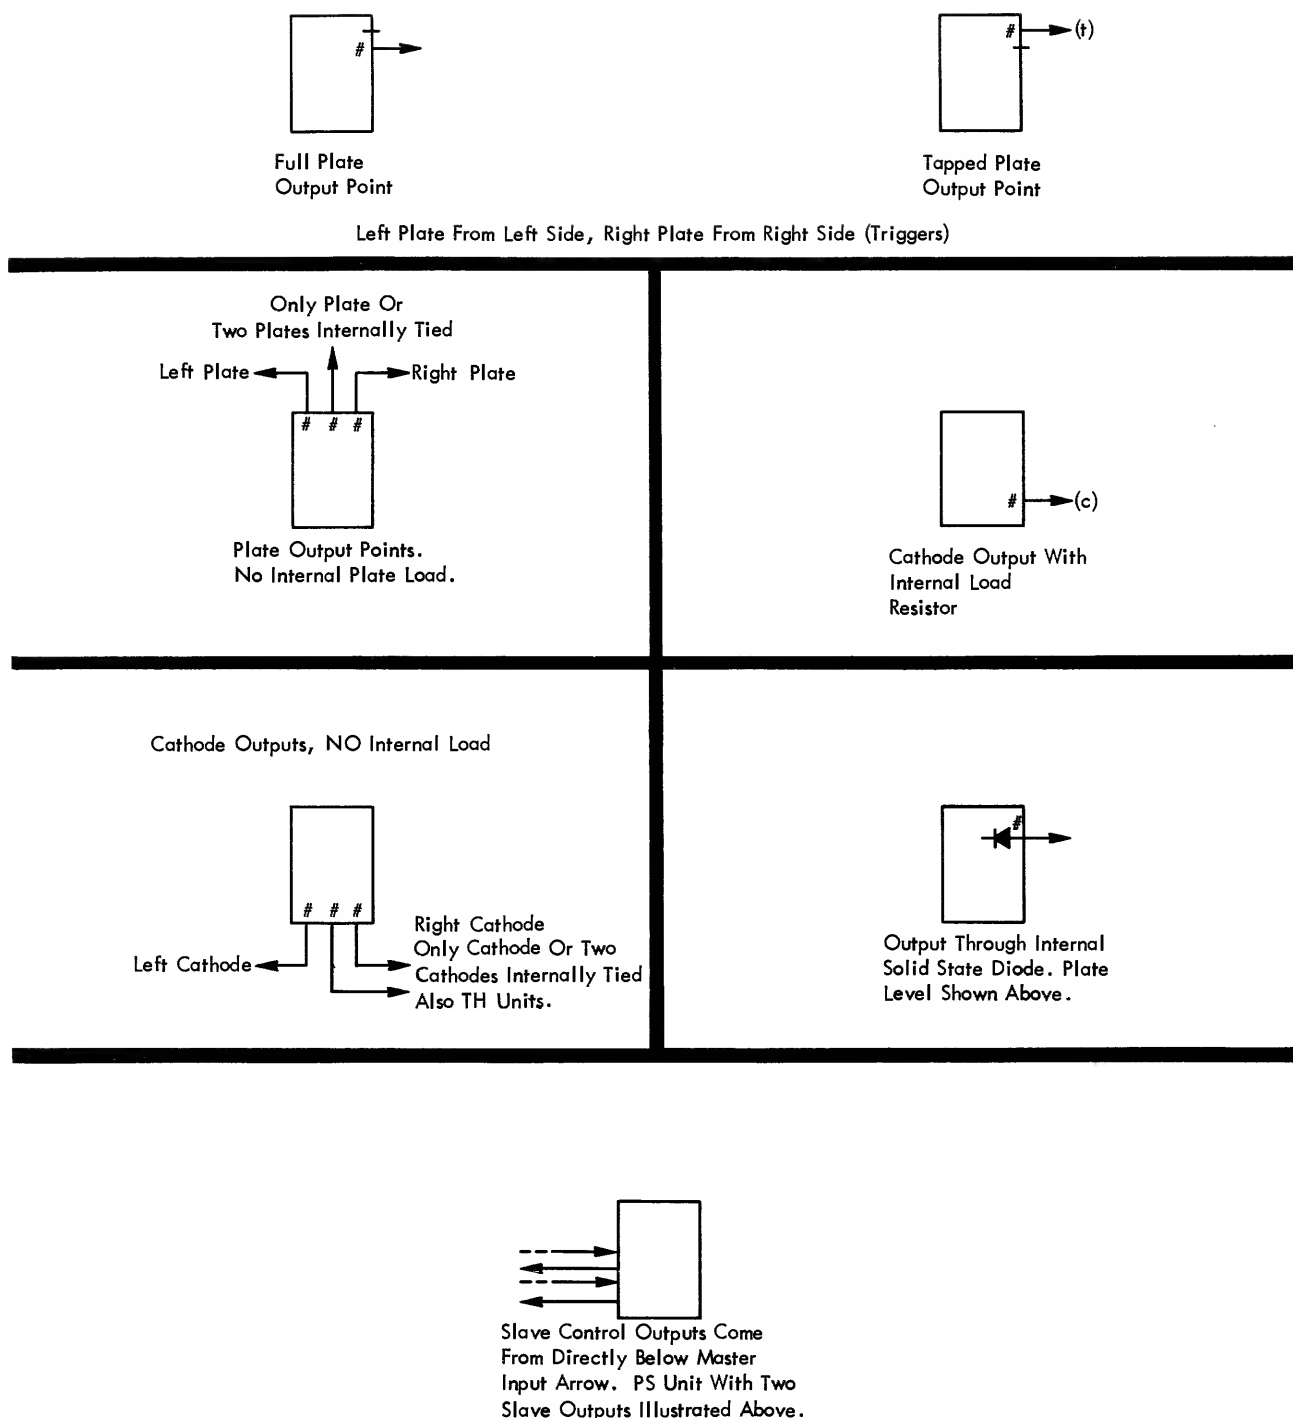 #
# (t)
Full Plate
Output Point
Tapped Plate
Output Point
Left Plate From Left Side, Right Plate From Right Side (Triggers)
Only Plate Or
Two Plates Internally Tied
Left Plate
Right Plate
# # #
Plate Output Points.
No Internal Plate Load.
# (c)
Cathode Output With
Internal Load
Resistor
Cathode Outputs, NO Internal Load
# # #
Left Cathode
Right Cathode
Only Cathode Or Two
Cathodes Internally Tied
Also TH Units.
#
Output Through Internal
Solid State Diode. Plate
Level Shown Above.
Slave Control Outputs Come
From Directly Below Master
Input Arrow. PS Unit With Two
Slave Outputs Illustrated Above.